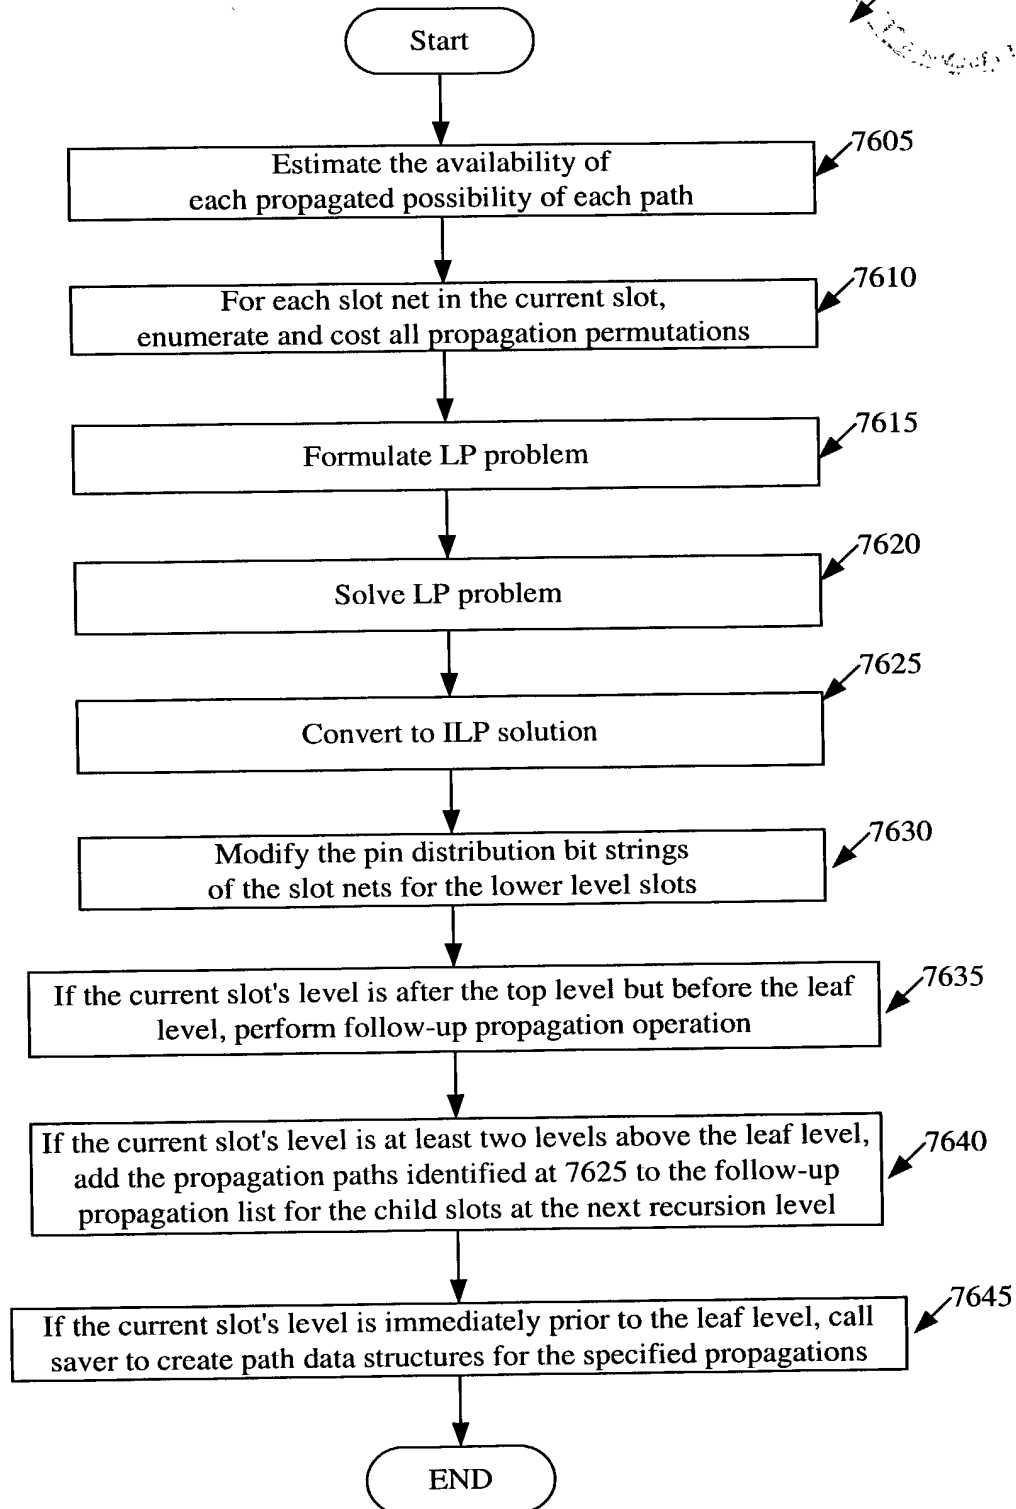 Start
7605
Estimate the availability of
each propagated possibility of each path
7610
For each slot net in the current slot,
enumerate and cost all propagation permutations
7615
Formulate LP problem
7620
Solve LP problem
7625
Convert to ILP solution
7630
Modify the pin distribution bit strings
of the slot nets for the lower level slots
7635
If the current slot's level is after the top level but before the leaf
level, perform follow-up propagation operation
7640
If the current slot's level is at least two levels above the leaf level,
add the propagation paths identified at 7625 to the follow-up
propagation list for the child slots at the next recursion level
7645
If the current slot's level is immediately prior to the leaf level, call
saver to create path data structures for the specified propagations
END